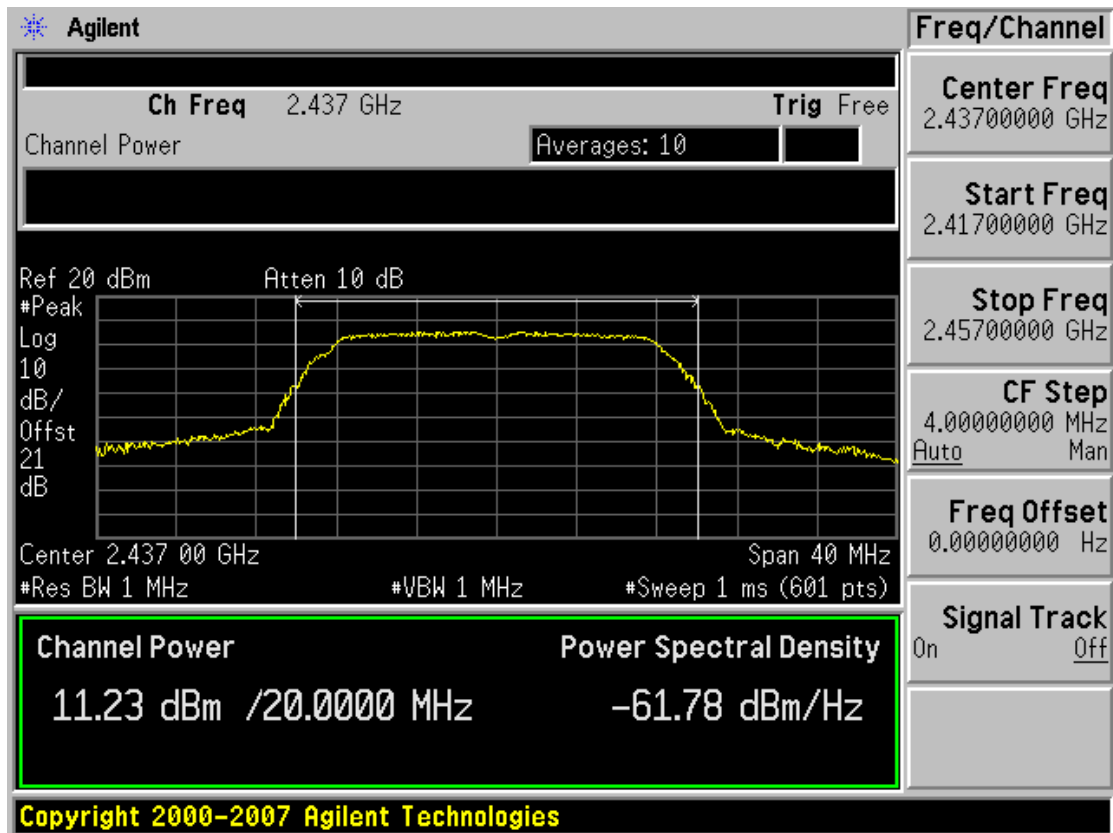 Agilent
Freq/Channel
Ch Freq 2.437 GHz Trig Free
Channel Power Averages: 10
Ref 20 dBm Atten 10 dB
#Peak
Log
10
dB/
Offst
21
dB
Center 2.437 00 GHz Span 40 MHz
#Res BW 1 MHz #VBW 1 MHz #Sweep 1 ms (601 pts)
Channel Power Power Spectral Density
11.23 dBm /20.0000 MHz -61.78 dBm/Hz
Center Freq
2.43700000 GHz
Start Freq
2.41700000 GHz
Stop Freq
2.45700000 GHz
CF Step
4.00000000 MHz
Auto Man
Freq Offset
0.00000000 Hz
Signal Track
On Off
Copyright 2000-2007 Agilent Technologies